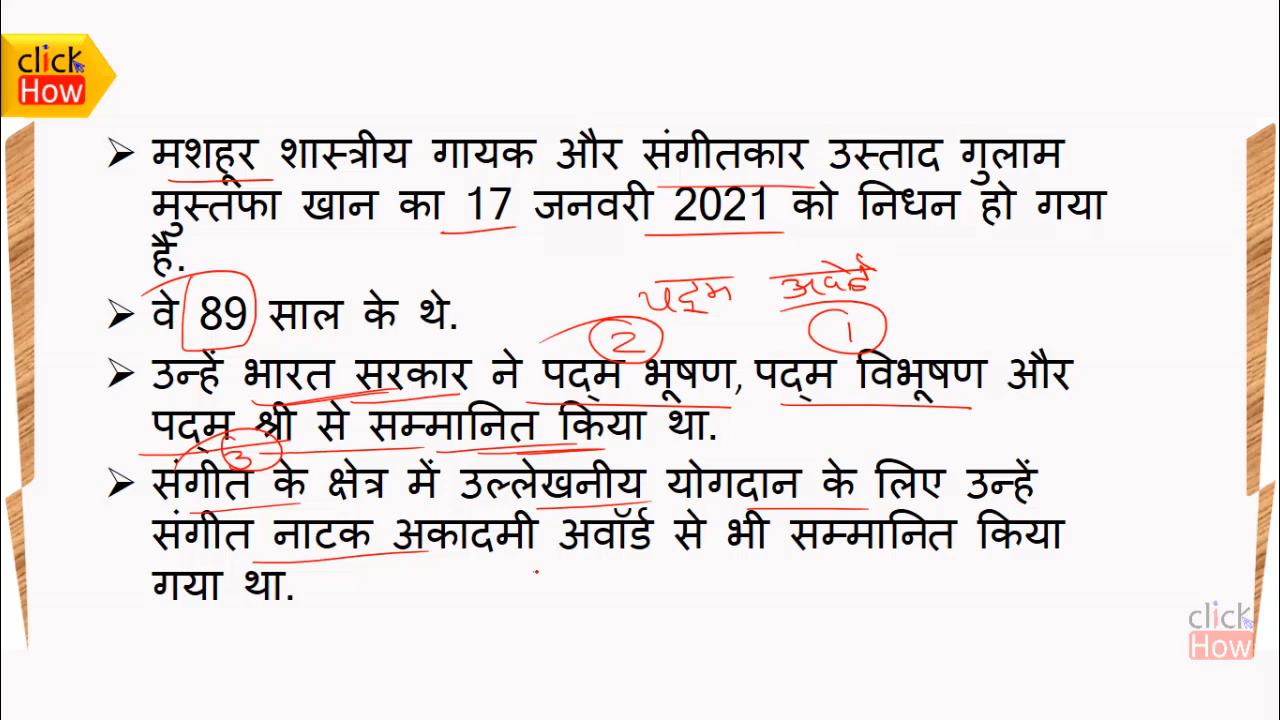 click
How
मशहूर शास्त्रीय गायक और संगीतकार उस्ताद गुलाम
मुस्तफा खान का 17 जनवरी 2021 को निधन हो गया
है.
पद्म अवॉर्ड
वे 89 साल के थे.
2 1
उन्हें भारत सरकार ने पद्म भूषण, पद्म विभूषण और
पद्म श्री से सम्मानित किया था.
3
संगीत के क्षेत्र में उल्लेखनीय योगदान के लिए उन्हें
संगीत नाटक अकादमी अवॉर्ड से भी सम्मानित किया
गया था.
click
How